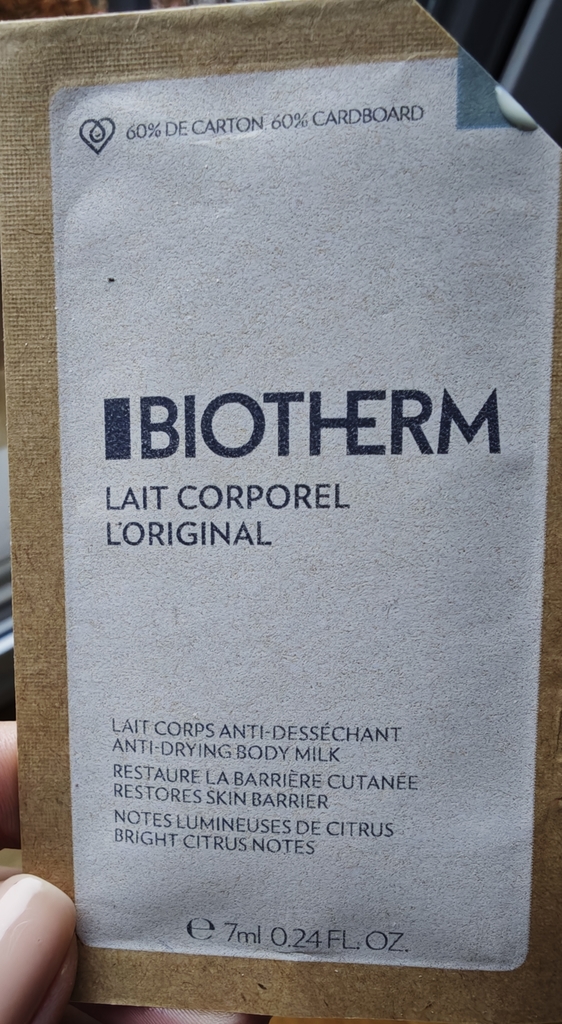 60% DE CARTON. 60% CARDBOARD
BIOTHERM
LAIT CORPOREL
L'ORIGINAL
LAIT CORPS ANTI-DESSÉCHANT
ANTI-DRYING BODY MILK
RESTAURE LA BARRIÈRE CUTANÉE
RESTORES SKIN BARRIER
NOTES LUMINEUSES DE CITRUS
BRIGHT CITRUS NOTES
℮ 7ml 0.24 FL. OZ.